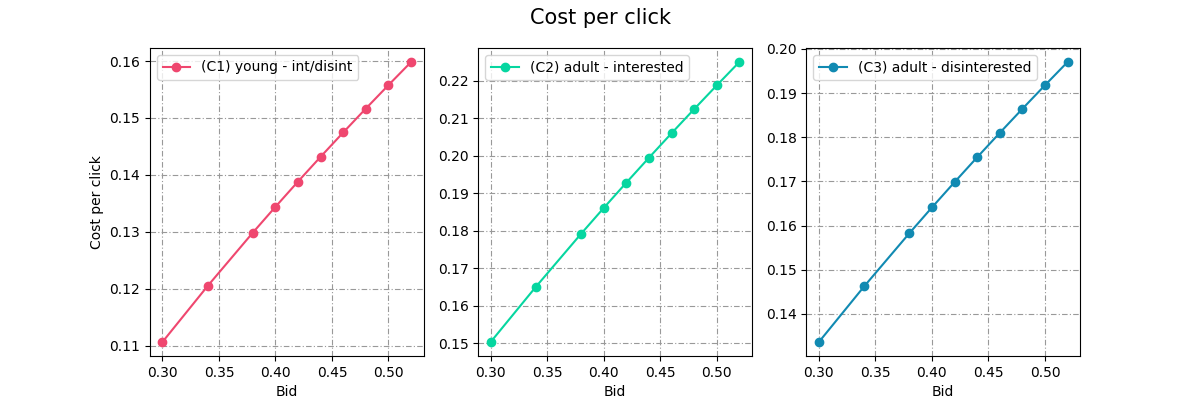 Cost per click
(C1) young - int/disint
Cost per click
0.16
0.15
0.14
0.13
0.12
0.11
0.30 0.35 0.40 0.45 0.50
Bid
(C2) adult - interested
0.22
0.21
0.20
0.19
0.18
0.17
0.16
0.15
0.30 0.35 0.40 0.45 0.50
Bid
(C3) adult - disinterested
0.20
0.19
0.18
0.17
0.16
0.15
0.14
0.30 0.35 0.40 0.45 0.50
Bid